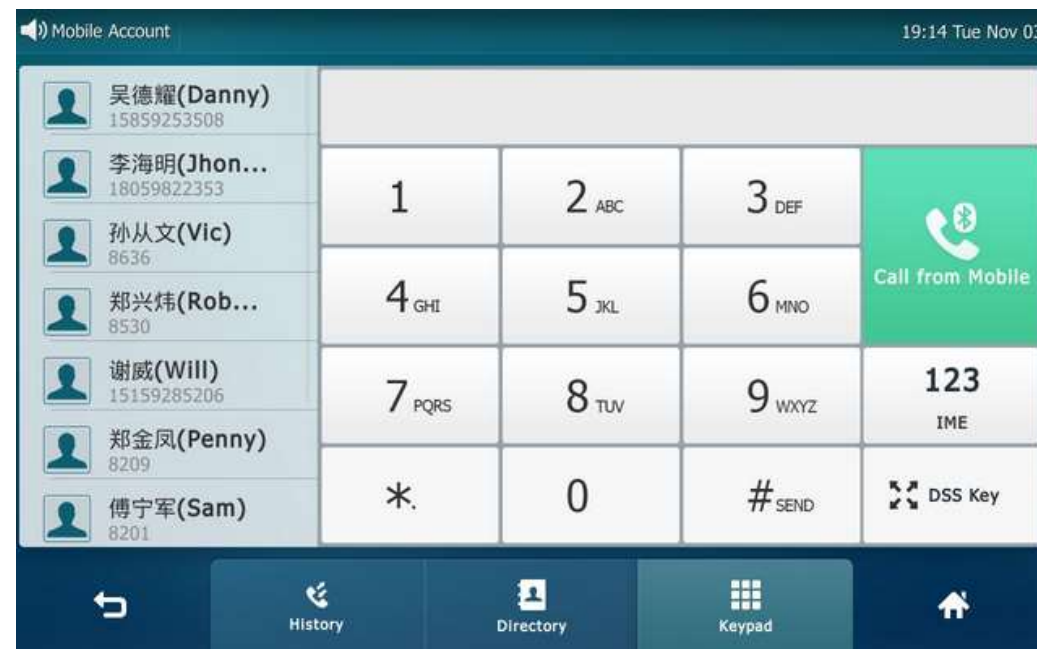 Mobile Account
19:14 Tue Nov 03
吴德耀(Danny)
15859253508
李海明(Jhon...
18059822353
孙从文(Vic)
8636
郑兴炜(Rob...
8530
谢威(Will)
15159285206
郑金凤(Penny)
8209
傅宁军(Sam)
8201
1
2 ABC
3 DEF
Call from Mobile
4 GHI
5 JKL
6 MNO
7 PQRS
8 TUV
9 WXYZ
123
IME
*.
0
# SEND
DSS Key
History
Directory
Keypad